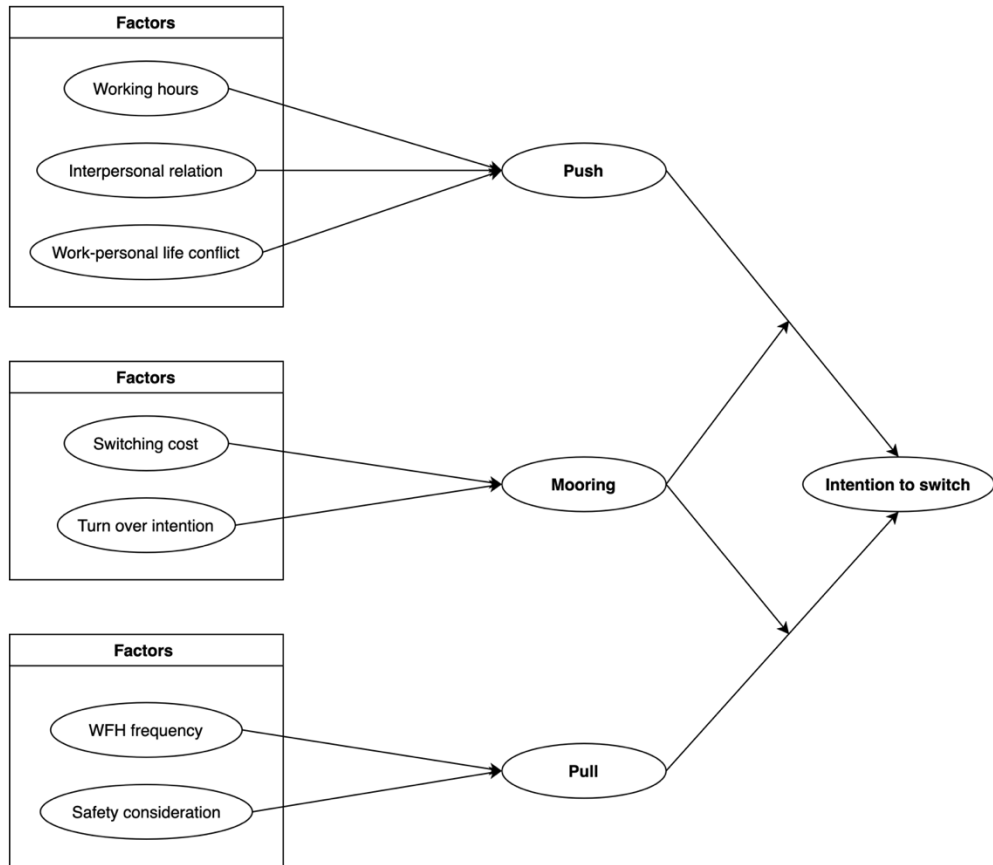 Factors
Working hours
Interpersonal relation
Work-personal life conflict
Push
Factors
Switching cost
Turn over intention
Mooring
Intention to switch
Factors
WFH frequency
Safety consideration
Pull